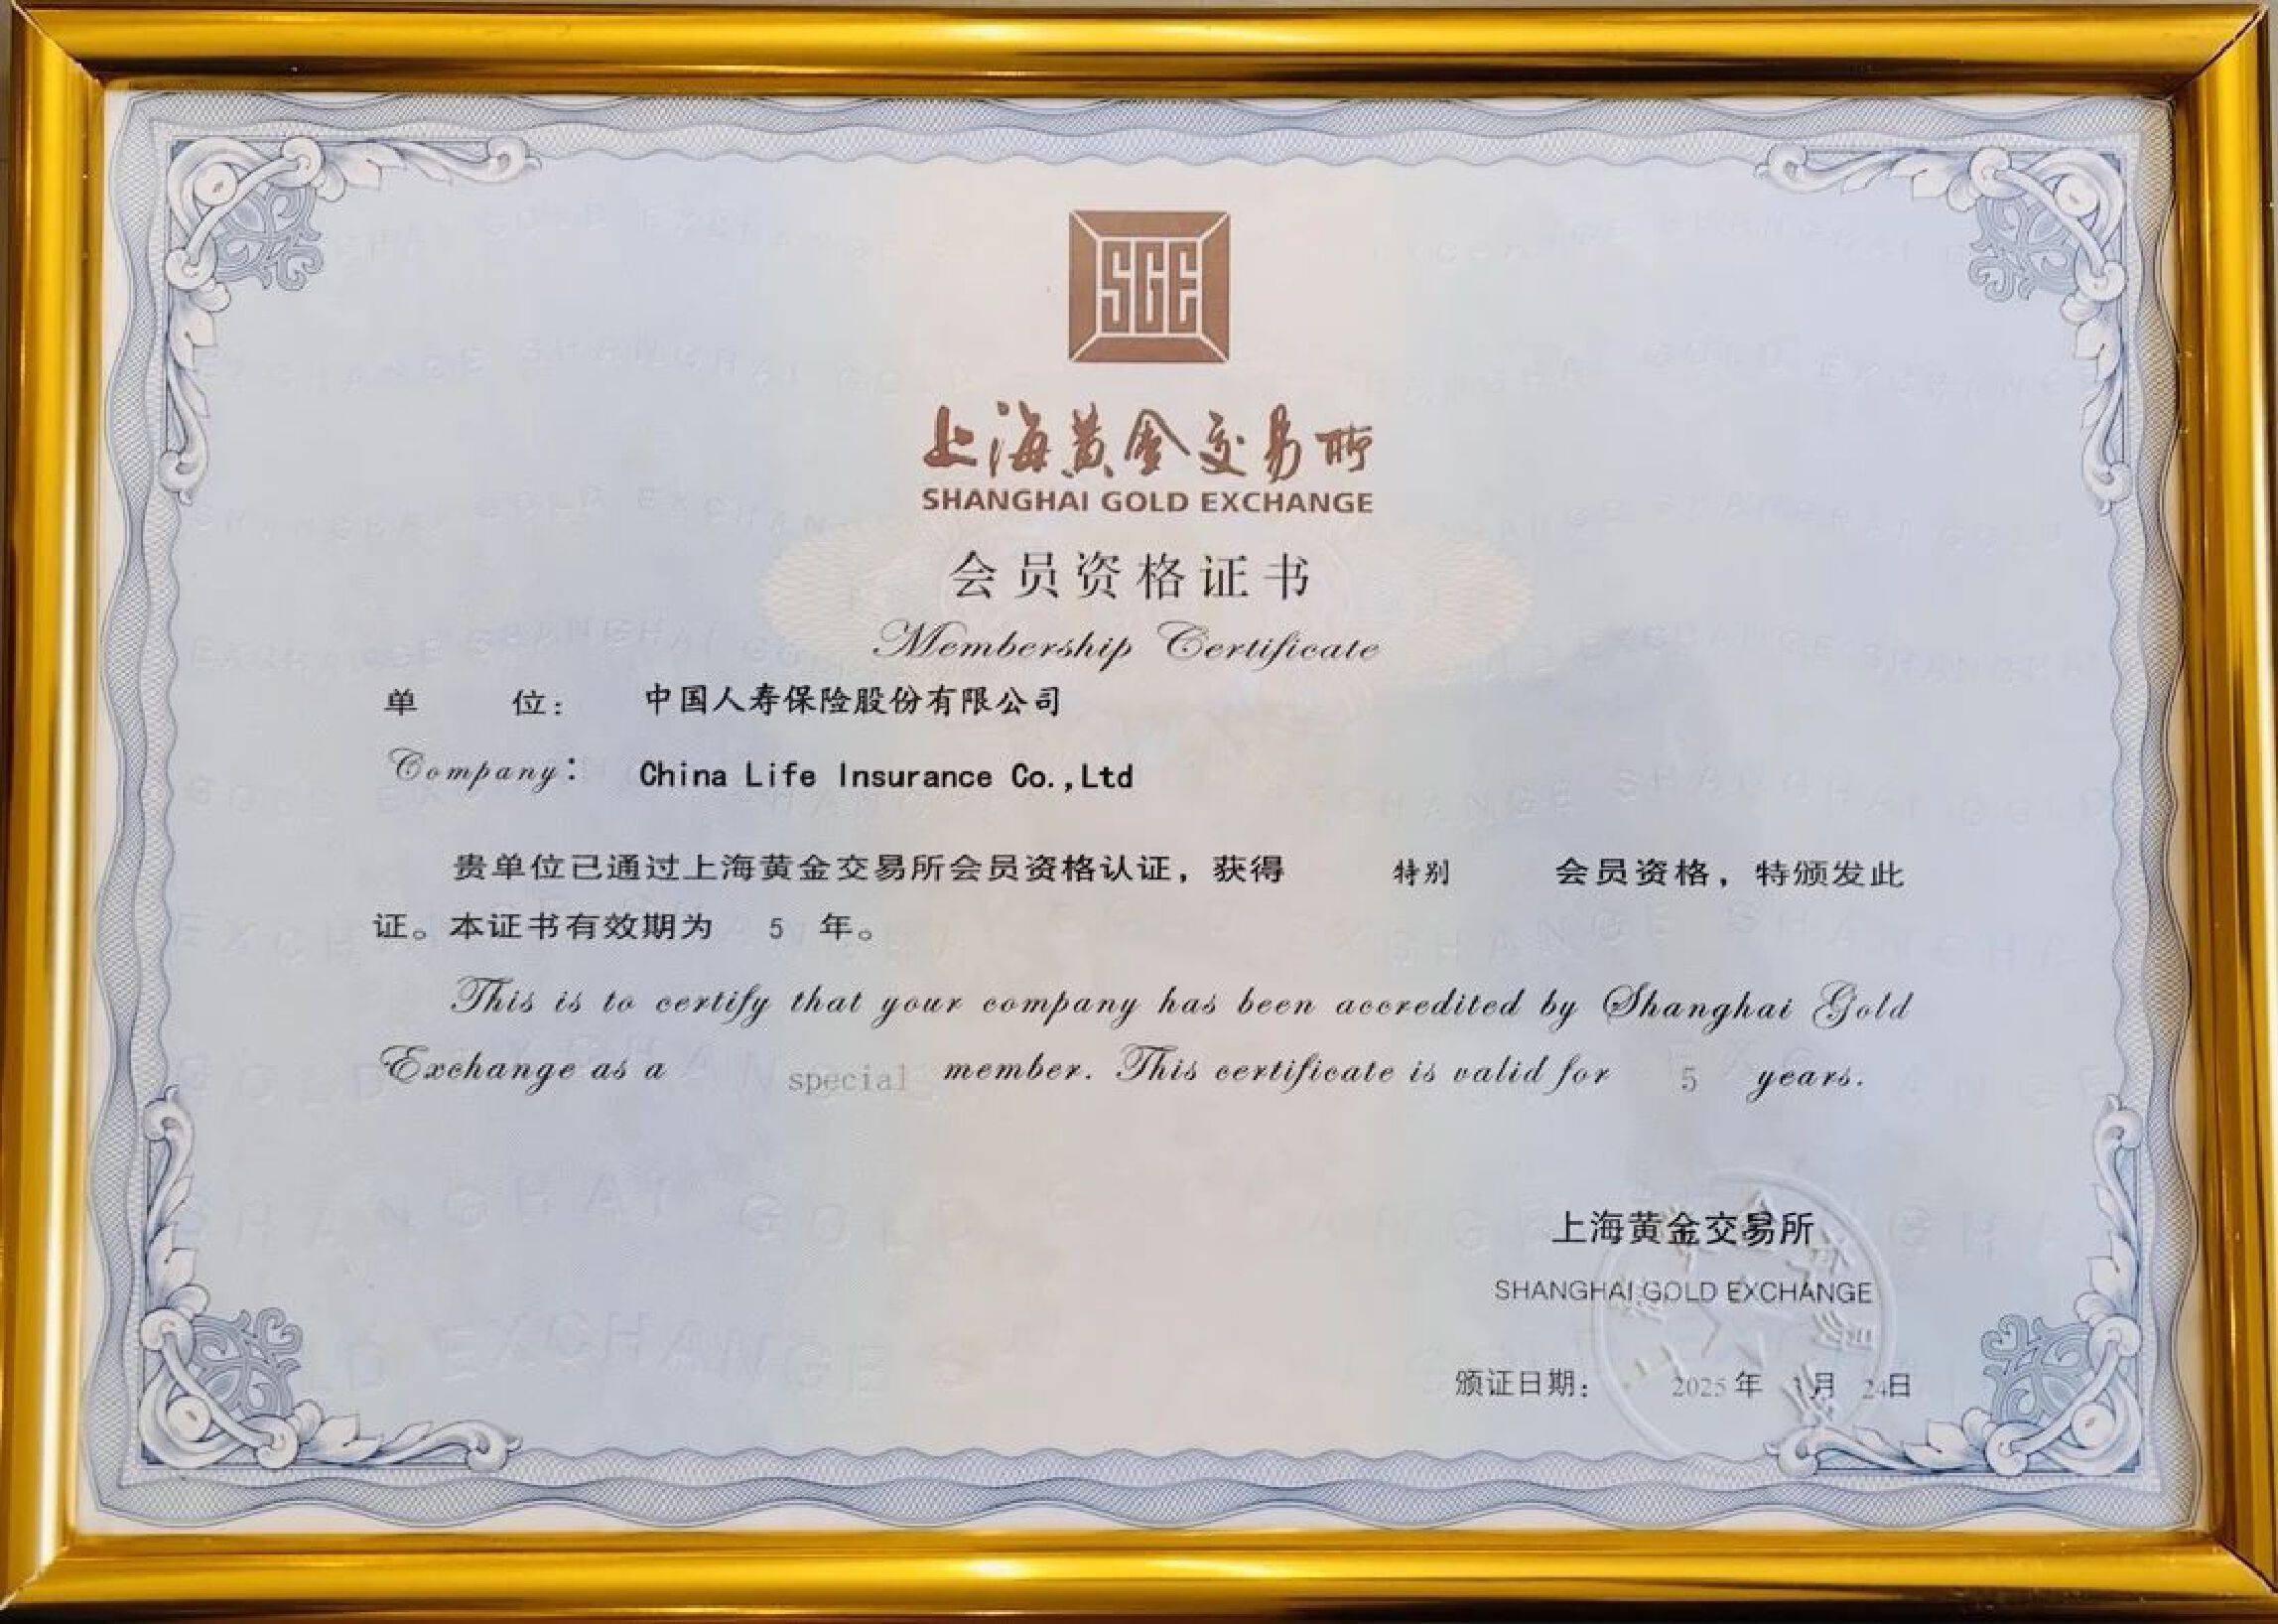 SGE
上海黄金交易所
SHANGHAI GOLD EXCHANGE
会员资格证书
Membership Certificate
单 位: 中国人寿保险股份有限公司
Company: China Life Insurance Co.,Ltd
贵单位已通过上海黄金交易所会员资格认证，获得 特别 会员资格，特颁发此
证。本证书有效期为 5 年。
This is to certify that your company has been accredited by Shanghai Gold
Exchange as a special member. This certificate is valid for 5 years.
上海黄金交易所
SHANGHAI GOLD EXCHANGE
颁证日期: 2025年 月 24日